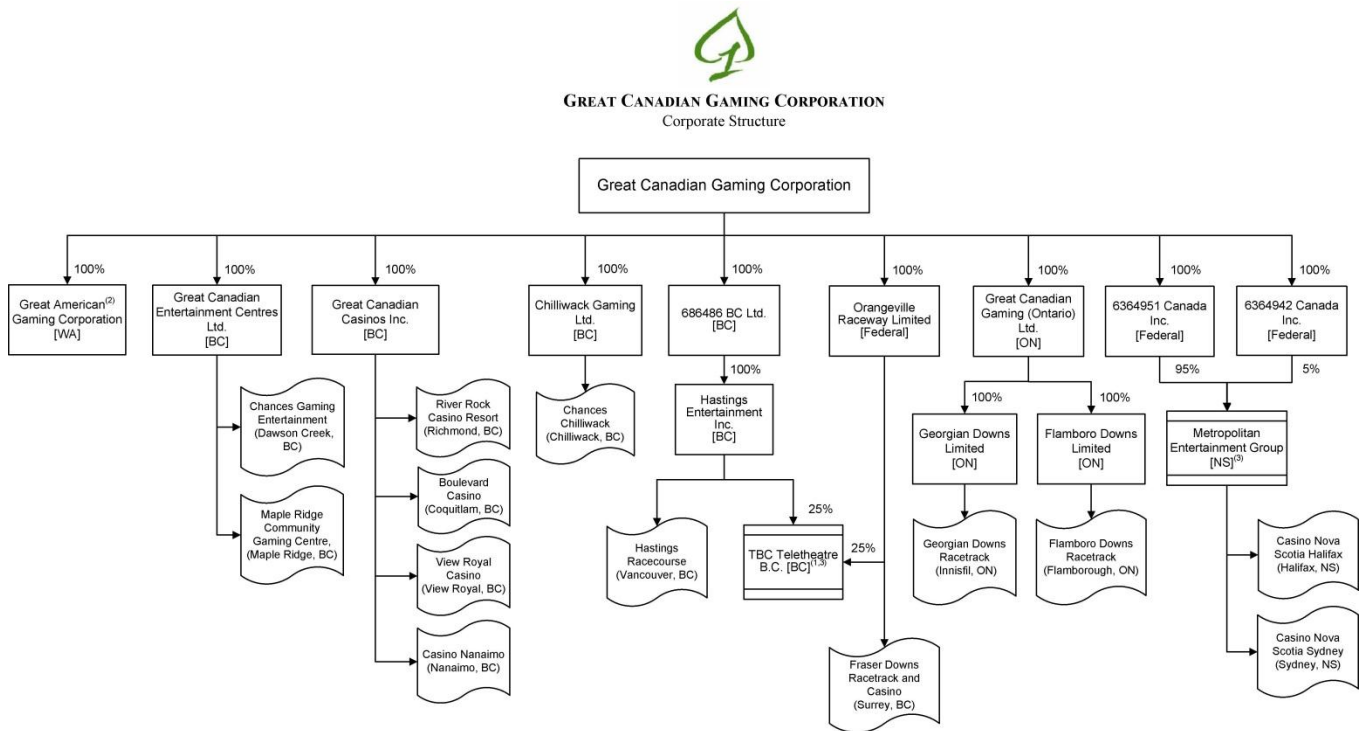 GREAT CANADIAN GAMING CORPORATION
Corporate Structure
Great Canadian Gaming Corporation
100%
100%
100%
100%
100%
100%
100%
100%
100%
Great American(2)
Gaming Corporation
[WA]
Great Canadian
Entertainment Centres
Ltd.
[BC]
Great Canadian
Casinos Inc.
[BC]
Chilliwack Gaming
Ltd.
[BC]
686486 BC Ltd.
[BC]
Orangeville
Raceway Limited
[Federal]
Great Canadian
Gaming (Ontario)
Ltd.
[ON]
6364951 Canada
Inc.
[Federal]
6364942 Canada
Inc.
[Federal]
100%
95%
5%
Chances Gaming
Entertainment
(Dawson Creek,
BC)
River Rock
Casino Resort
(Richmond, BC)
Chances
Chilliwack
(Chilliwack, BC)
Hastings
Entertainment
Inc.
[BC]
100%
100%
Georgian Downs
Limited
[ON]
Flamboro Downs
Limited
[ON]
Metropolitan
Entertainment Group
[NS](3)
Maple Ridge
Community
Gaming Centre,
(Maple Ridge, BC)
Boulevard
Casino
(Coquitlam, BC)
25%
25%
Hastings
Racecourse
(Vancouver, BC)
TBC Teletheatre
B.C. [BC](1,3)
Georgian Downs
Racetrack
(Innisfil, ON)
Flamboro Downs
Racetrack
(Flamborough, ON)
Casino Nova
Scotia Halifax
(Halifax, NS)
View Royal
Casino
(View Royal, BC)
Casino Nanaimo
(Nanaimo, BC)
Fraser Downs
Racetrack and
Casino
(Surrey, BC)
Casino Nova
Scotia Sydney
(Sydney, NS)